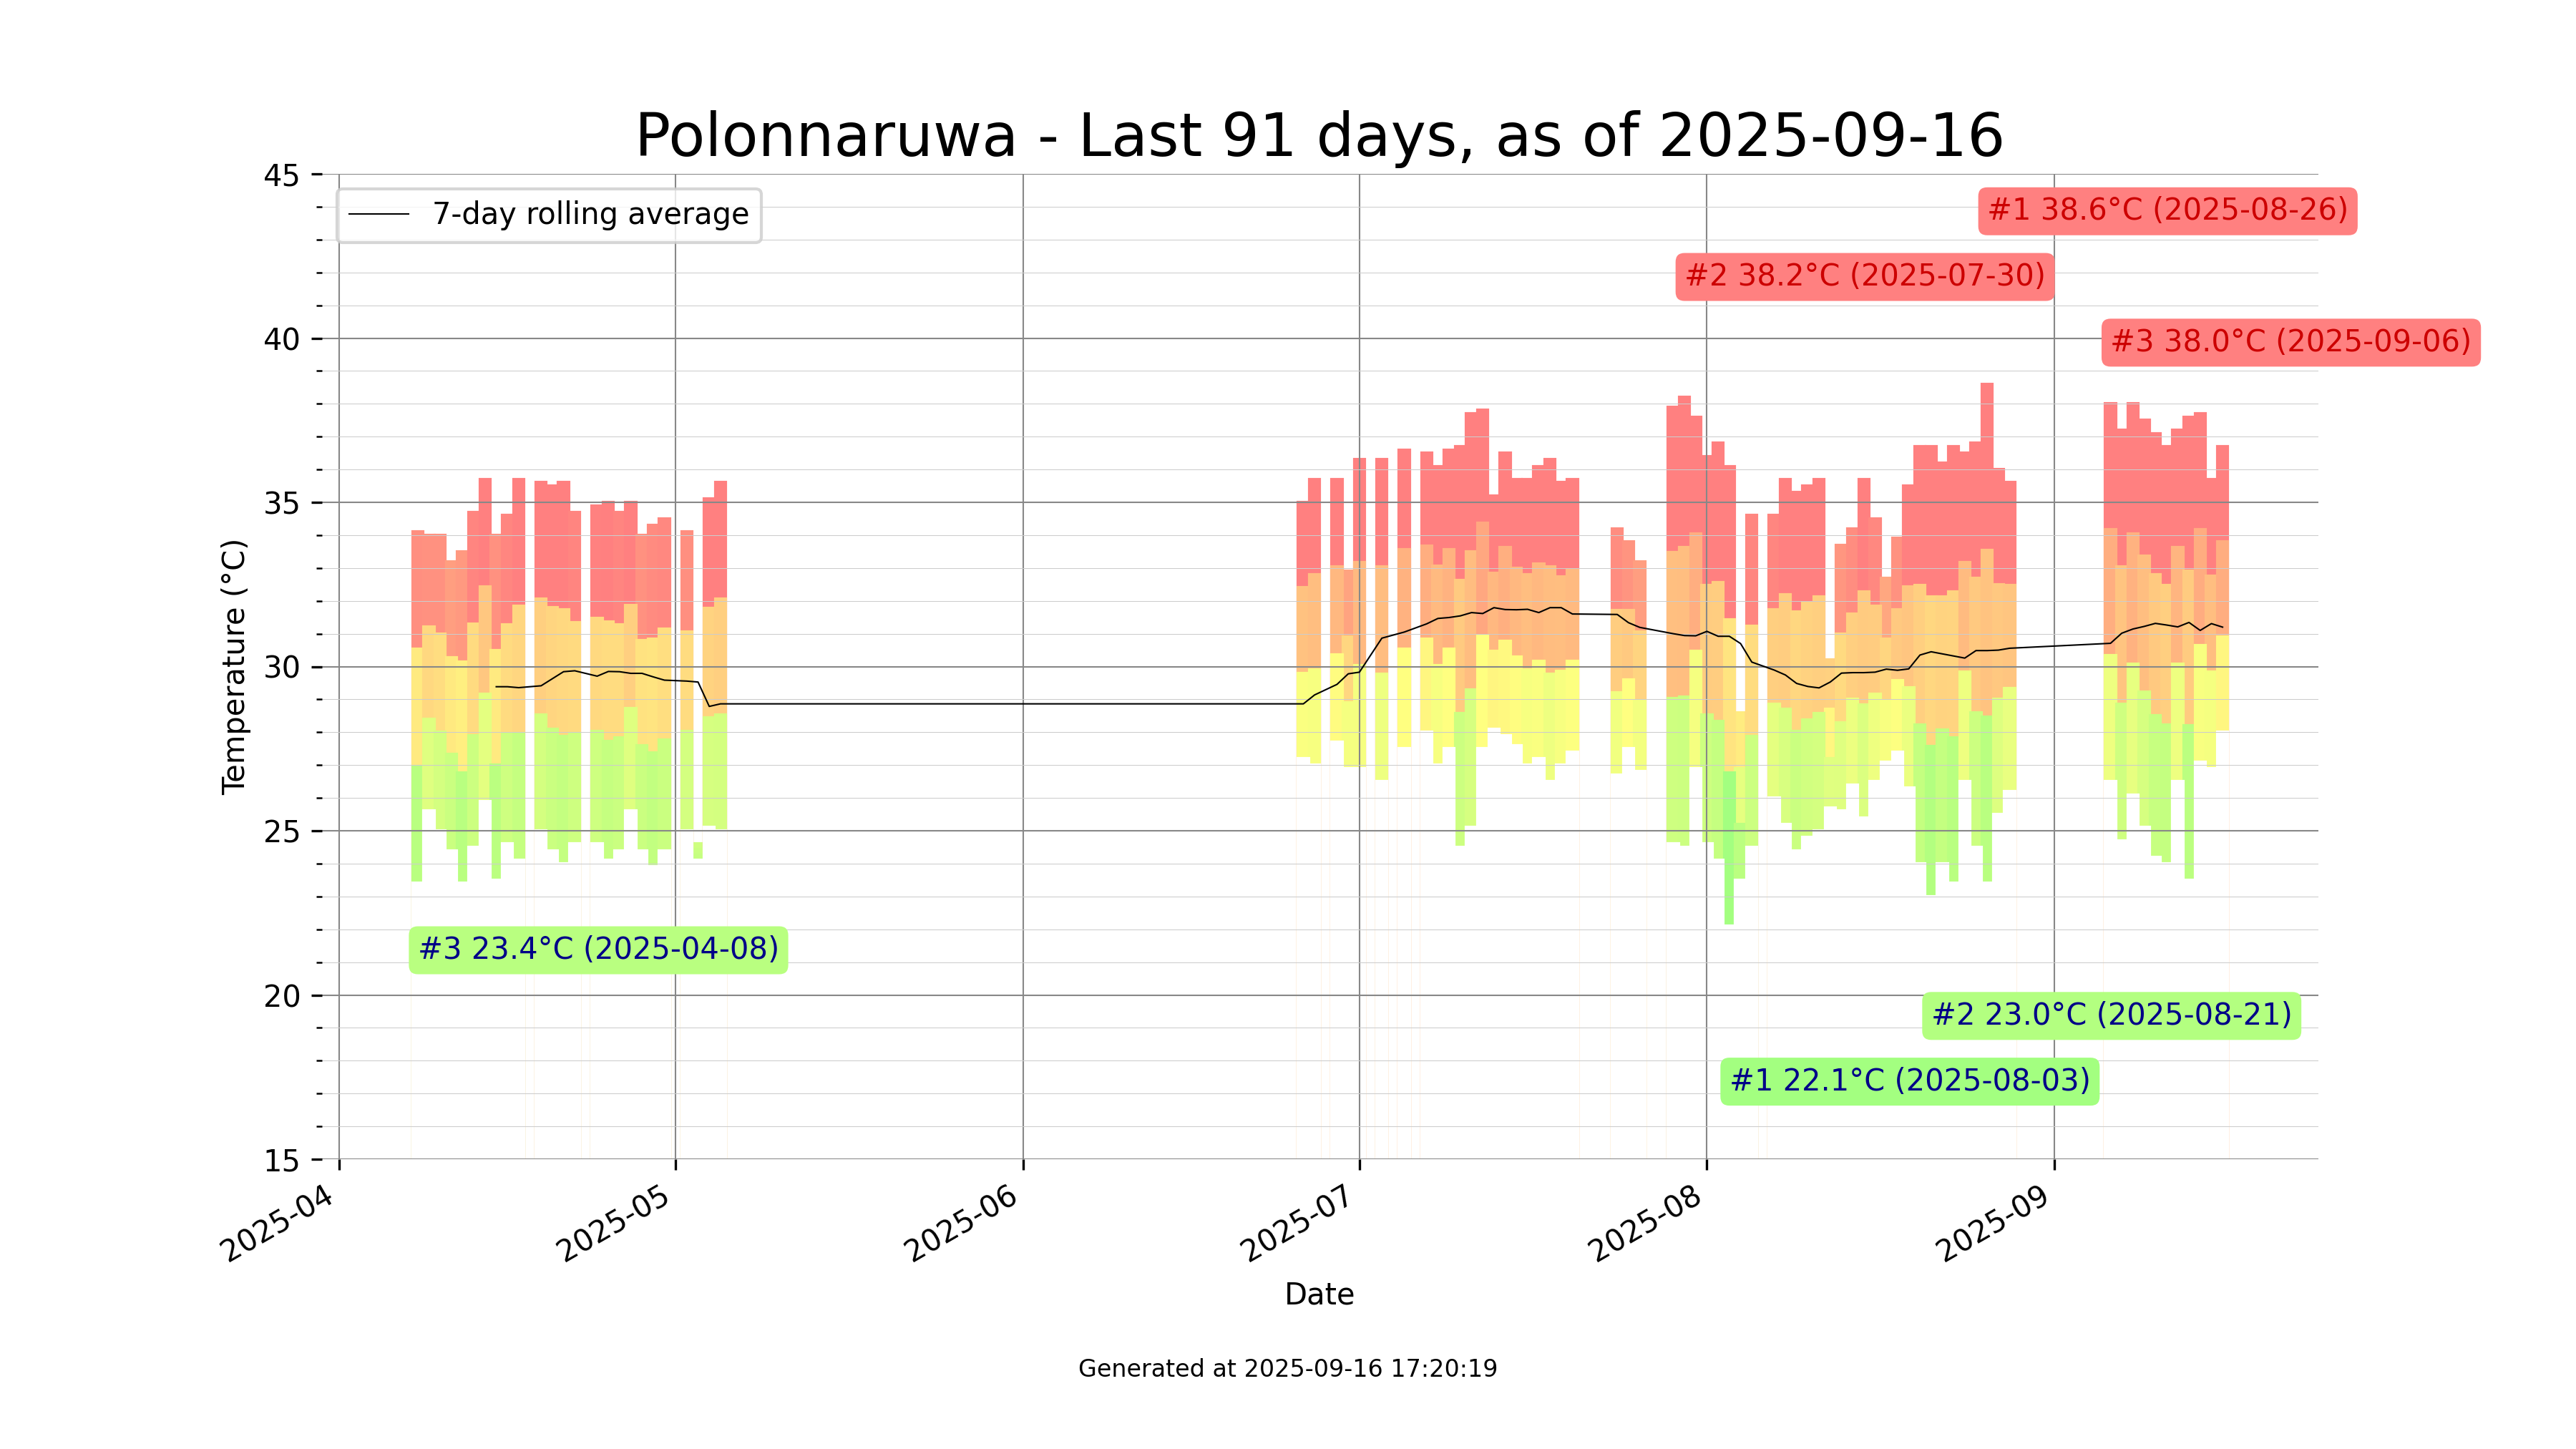 Polonnaruwa - Last 91 days, as of 2025-09-16
7-day rolling average
#1 38.6°C (2025-08-26)
#2 38.2°C (2025-07-30)
#3 38.0°C (2025-09-06)
45
40
35
30
25
20
15
Temperature (°C)
#3 23.4°C (2025-04-08)
#2 23.0°C (2025-08-21)
#1 22.1°C (2025-08-03)
2025-04
2025-05
2025-06
2025-07
2025-08
2025-09
Date
Generated at 2025-09-16 17:20:19